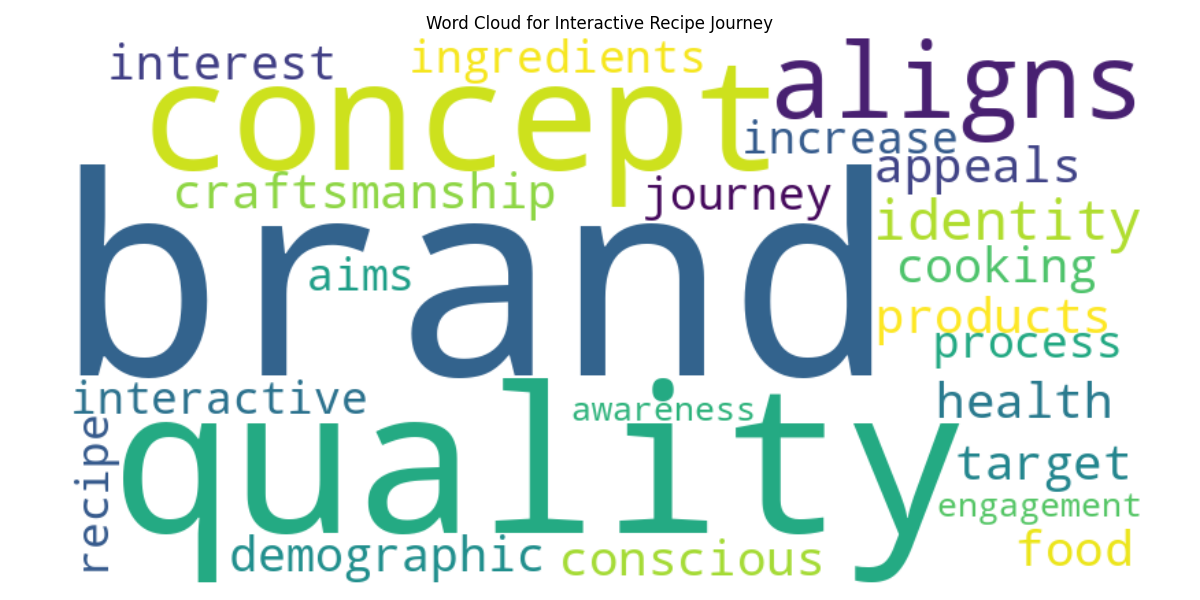 Word Cloud for Interactive Recipe Journey
interest
ingredients
aligns
concept
increase
appeals
craftsmanship
journey
identity
brand
aims
cooking
products
process
interactive
awareness
health
recipe
quality
target
engagement
demographic
conscious
food